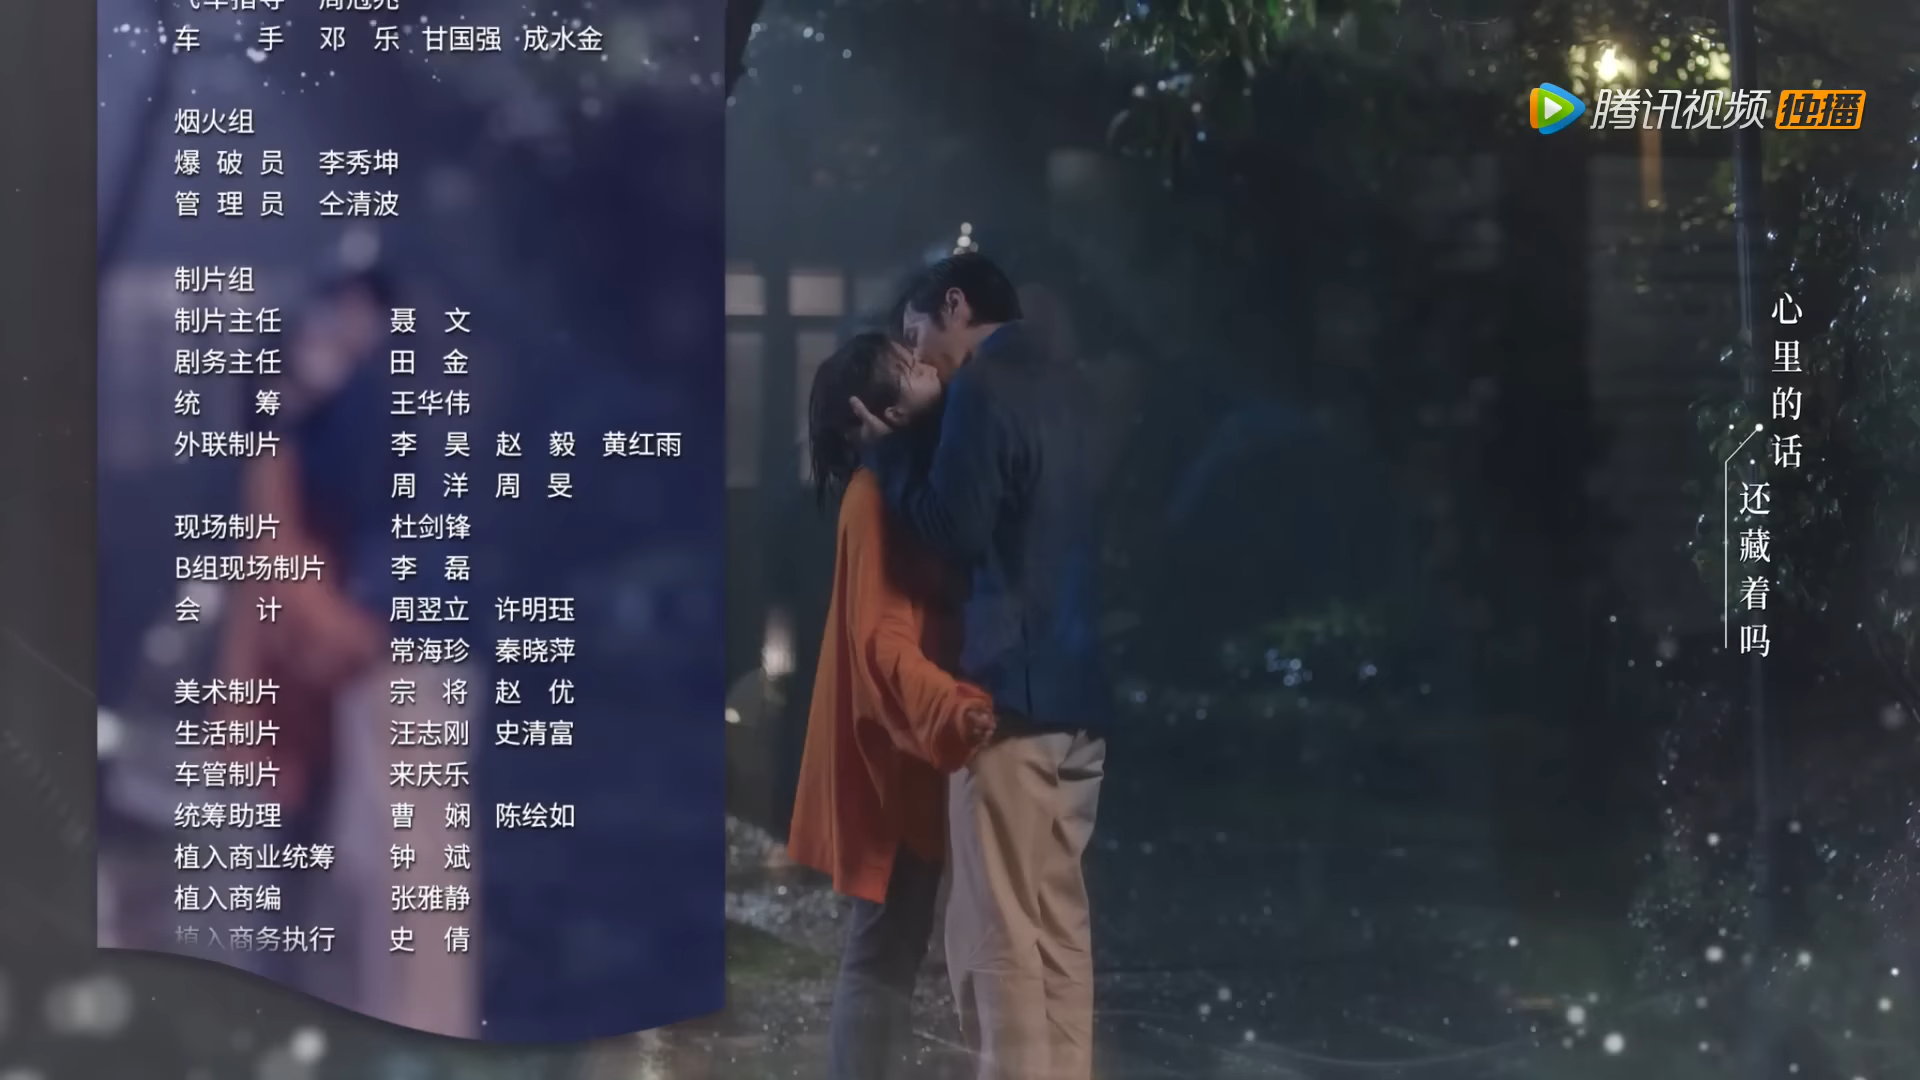 汽车指导 周冠亮
车手 邓乐 甘国强 成水金
烟火组
爆破员 李秀坤
管理员 仝清波
制片组
制片主任 聂文
剧务主任 田金
统筹 王华伟
外联制片 李昊 赵毅 黄红雨
周洋 周旻
现场制片 杜剑锋
B组现场制片 李磊
会计 周翌立 许明珏
常海珍 秦晓萍
美术制片 宗将 赵优
生活制片 汪志刚 史清富
车管制片 来庆乐
统筹助理 曹娴 陈绘如
植入商业统筹 钟斌
植入商编 张雅静
植入商务执行 史倩
腾讯视频 独播
心里的话
还藏着吗